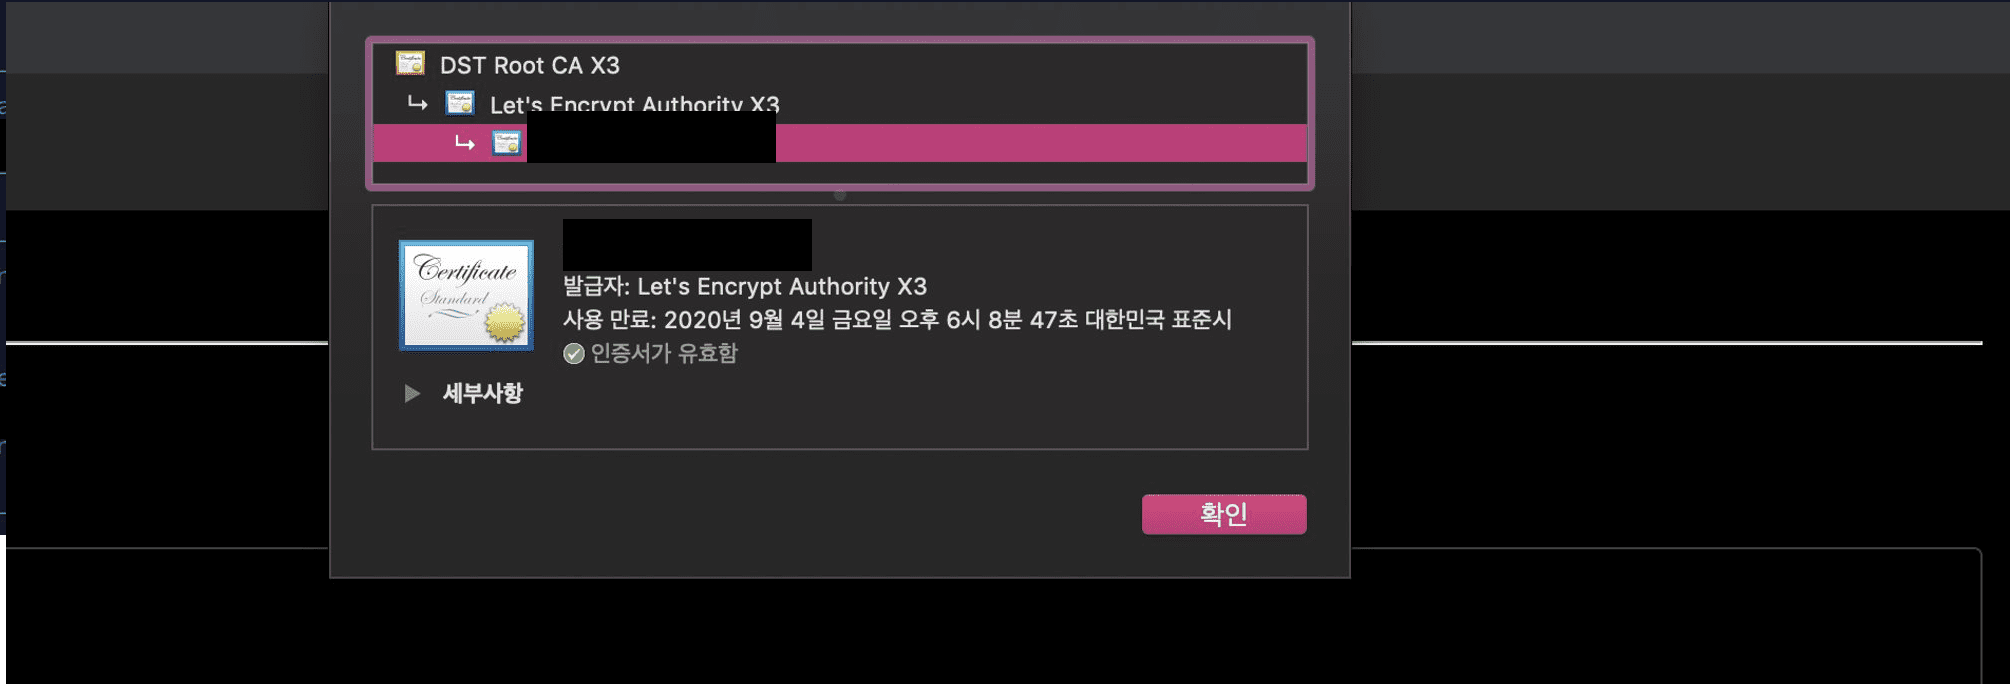 DST Root CA X3
Let's Encrypt Authority X3
Certificate
Standard
발급자: Let's Encrypt Authority X3
사용 만료: 2020년 9월 4일 금요일 오후 6시 8분 47초 대한민국 표준시
인증서가 유효함
세부사항
확인